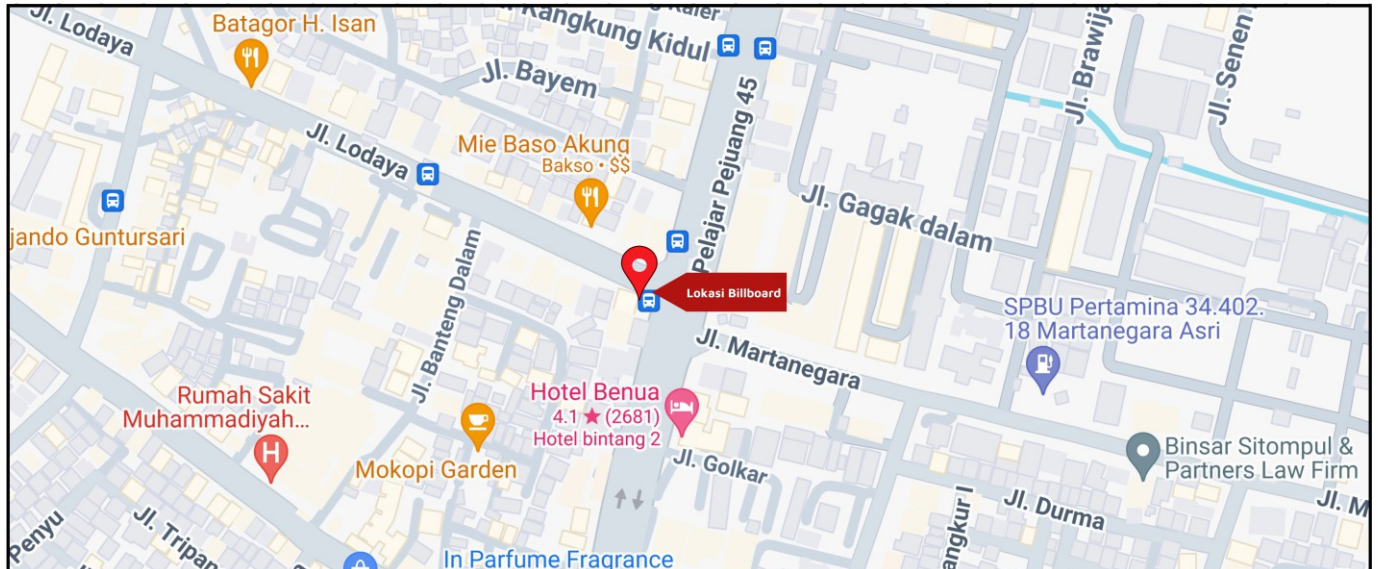 Jl. Lodaya
Batagor H. Isan
Kangkung Kidul
Jl. Bayem
Jl. Brawija
Jl. Senen
Jl. Lodaya
Mie Baso Akung
Bakso • $$
Pelajar Pejuang 45
Jl. Gagak dalam
jando Guntursari
Jl. Banteng Dalam
Lokasi Billboard
SPBU Pertamina 34.402.
18 Martanegara Asri
Jl. Martanegara
Rumah Sakit
Muhammadiyah...
H
Hotel Benua
4.1 ★ (2681)
Hotel bintang 2
Mokopi Garden
Jl. Golkar
Binsar Sitompul &
Partners Law Firm
Jl. M
Jl. Durma
angkur I
Penyu
Jl. Tripan
In Parfume Fragrance